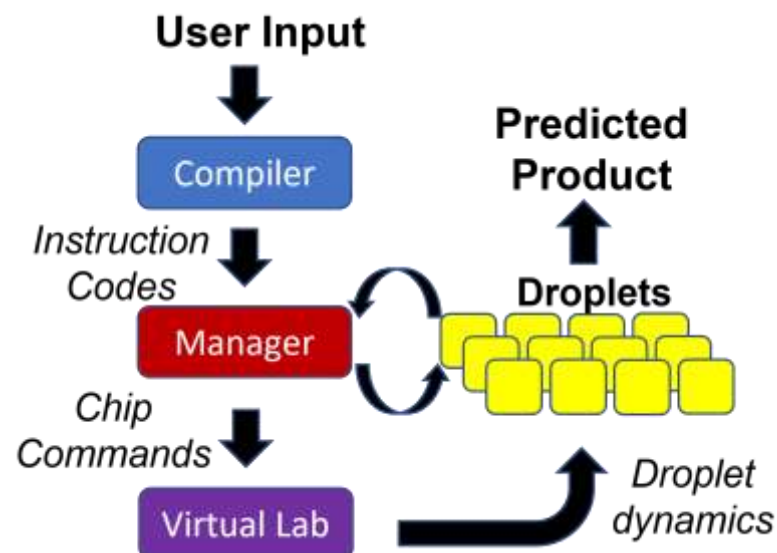 User Input
Compiler
Instruction
Codes
Manager
Chip
Commands
Virtual Lab
Droplet
dynamics
Droplets
Predicted
Product